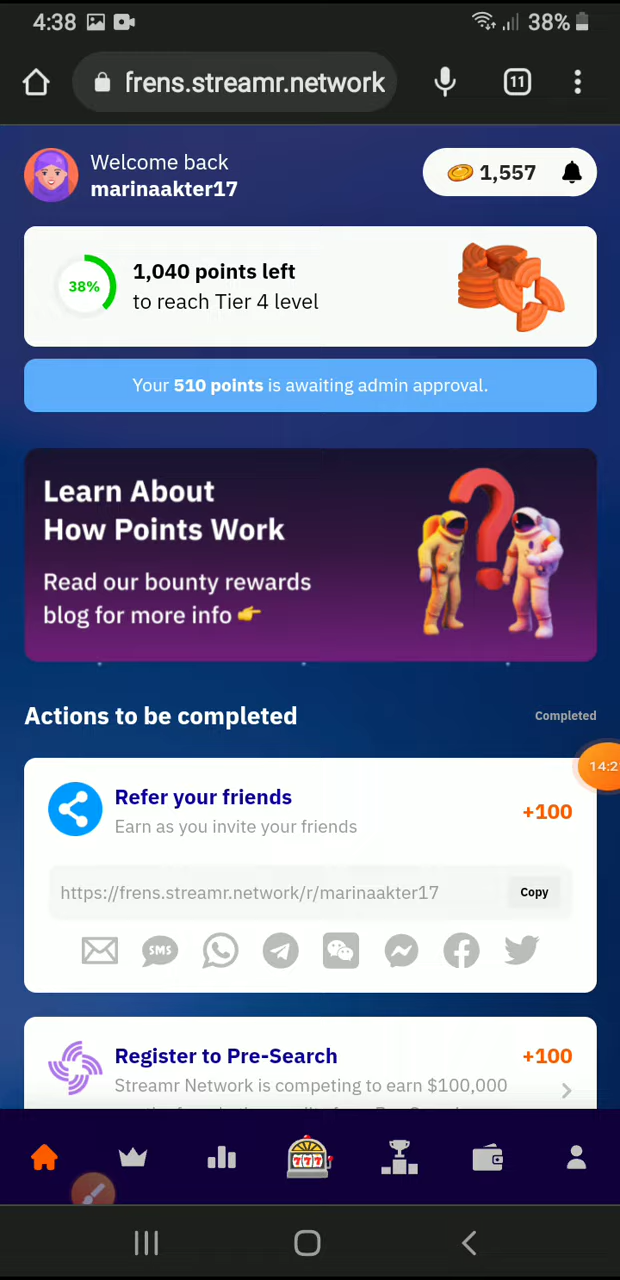 4:38
38%
frens.streamr.network
11
Welcome back
marinaakter17
1,557
38%
1,040 points left
to reach Tier 4 level
Your 510 points is awaiting admin approval.
Learn About
How Points Work
Read our bounty rewards
blog for more info
Actions to be completed
Completed
14:2
Refer your friends
Earn as you invite your friends
+100
https://frens.streamr.network/r/marinaakter17
Copy
SMS
Register to Pre-Search
+100
Streamr Network is competing to earn $100,000
777